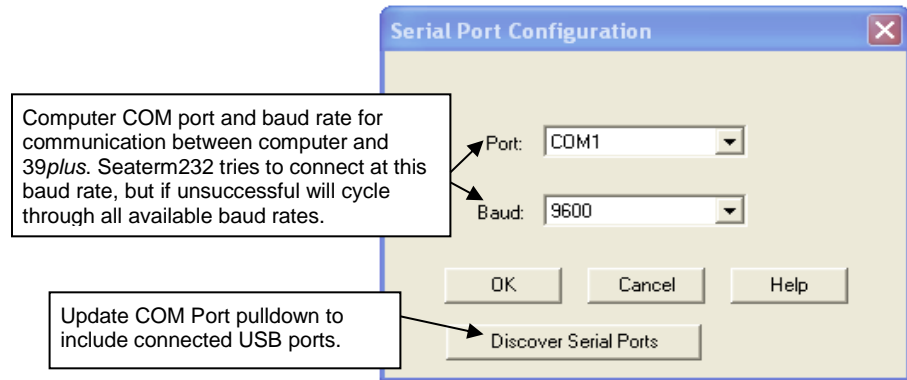 Serial Port Configuration
Computer COM port and baud rate for
communication between computer and
39plus. Seaterm232 tries to connect at this
baud rate, but if unsuccessful will cycle
through all available baud rates.
Port: COM1
Baud: 9600
OK Cancel Help
Update COM Port pulldown to
include connected USB ports.
Discover Serial Ports